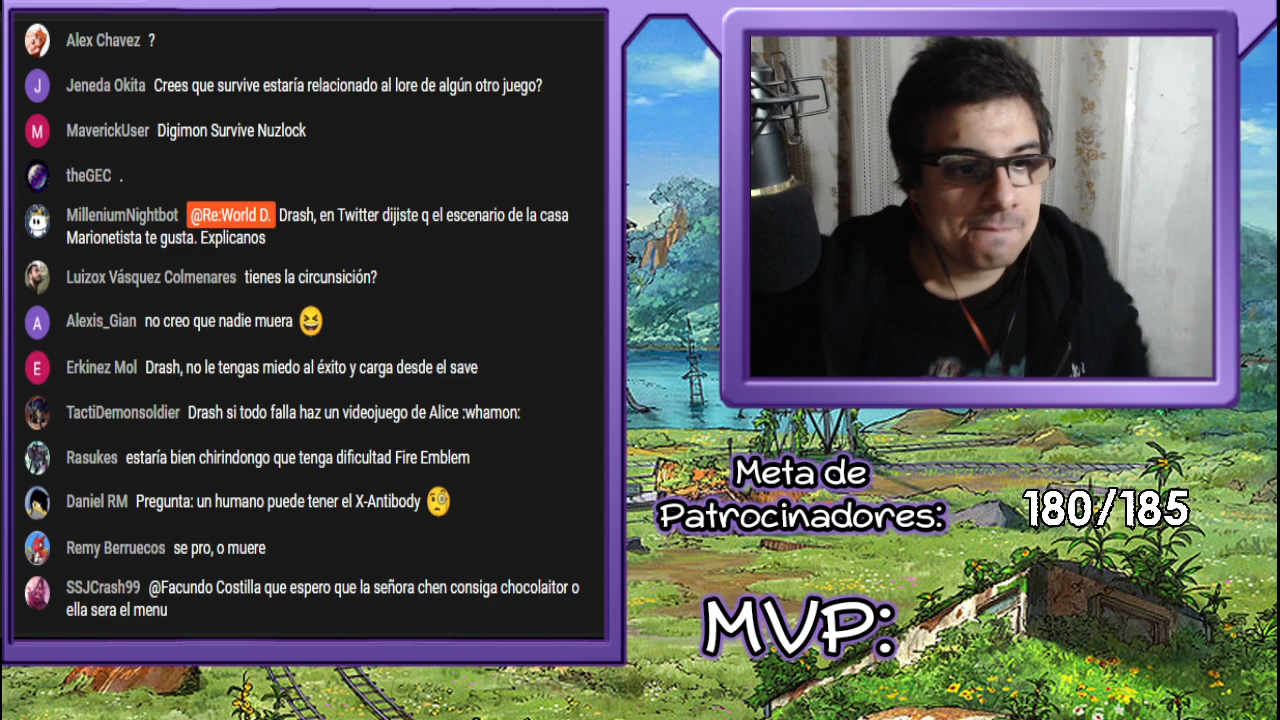 Alex Chavez ?
Jeneda Okita Crees que survive estaría relacionado al lore de algún otro juego?
J
MaverickUser Digimon Survive Nuzlock
M
theGEC .
MilleniumNightbot @Re:World D. Drash, en Twitter dijiste q el escenario de la casa
Marionetista te gusta. Explicanos
Luizox Vásquez Colmenares tienes la circunsición?
A
Alexis_Gian no creo que nadie muera
E
Erkinez Mol Drash, no le tengas miedo al éxito y carga desde el save
TactiDemonsoldier Drash si todo falla haz un videojuego de Alice :whamon:
Rasukes estaría bien chirindongo que tenga dificultad Fire Emblem
Daniel RM Pregunta: un humano puede tener el X-Antibody
Remy Berruecos se pro, o muere
SSJCrash99 @Facundo Costilla que espero que la señora chen consiga chocolaitor o
ella sera el menu
Meta de
Patrocinadores:
180/185
MVP: